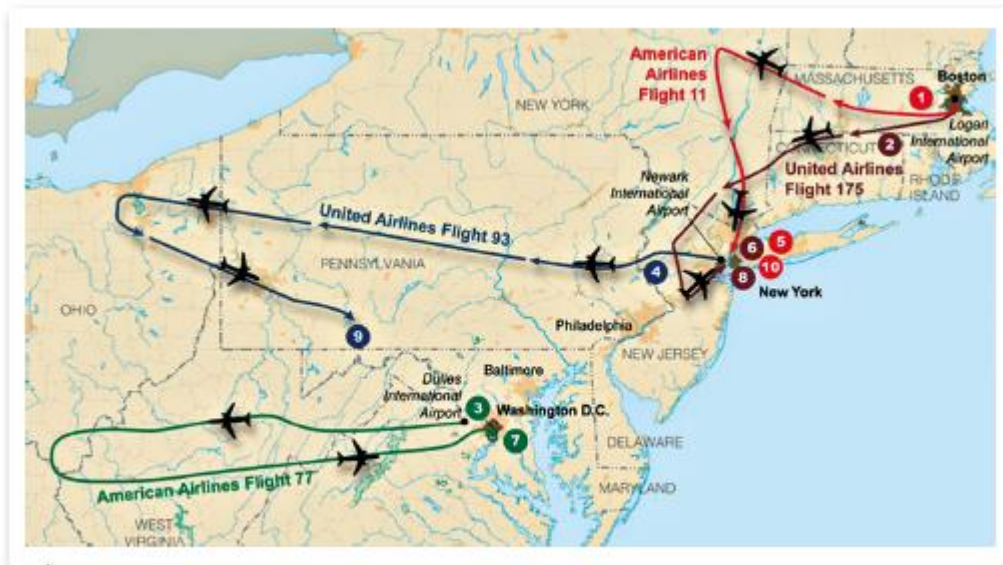 American
Airlines
Flight 11
MASSACHUSETTS
Boston
1
NEW YORK
Logan
International
Airport
2
CONNECTICUT
United Airlines
Flight 175
RHODE
ISLAND
Newark
International
Airport
United Airlines Flight 93
6
5
4
10
8
New York
PENNSYLVANIA
OHIO
9
Philadelphia
NEW JERSEY
Baltimore
Dulles
International
Airport
3
Washington D.C.
7
DELAWARE
American Airlines Flight 77
MARYLAND
WEST
VIRGINIA